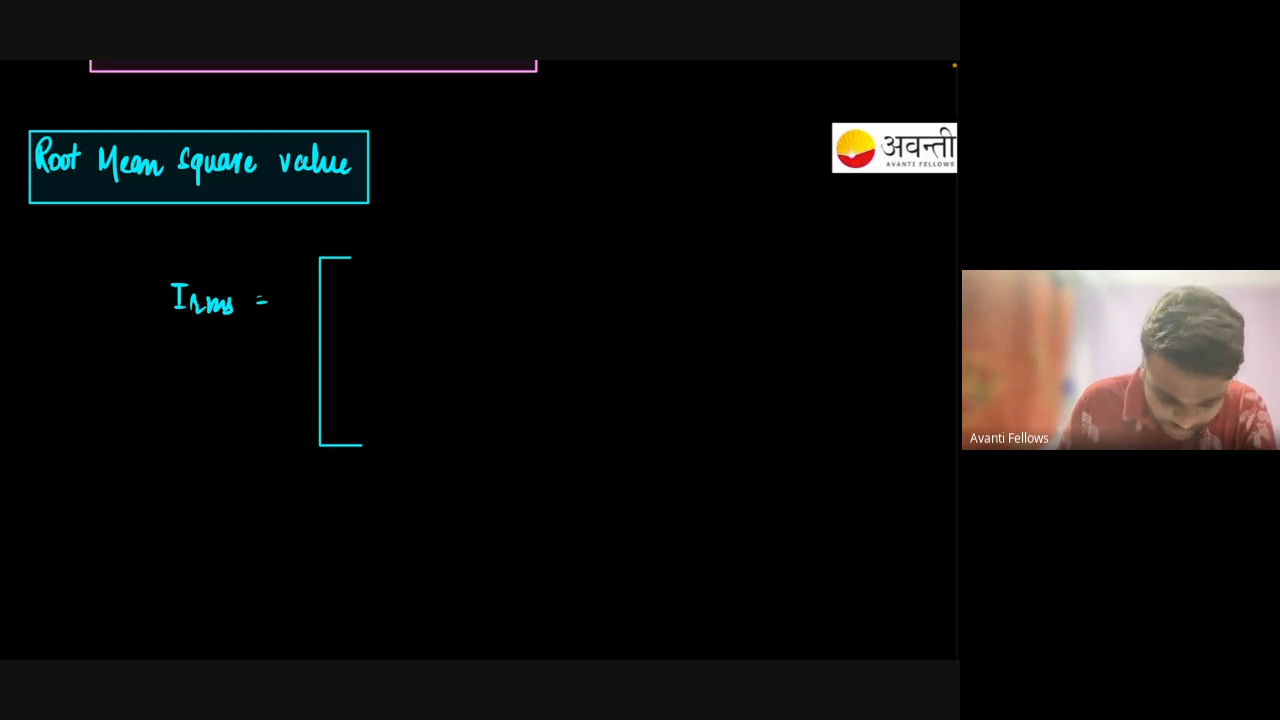 Root Mean Square value
अवन्ती
AVANTI FELLOWS
Irms =
Avanti Fellows